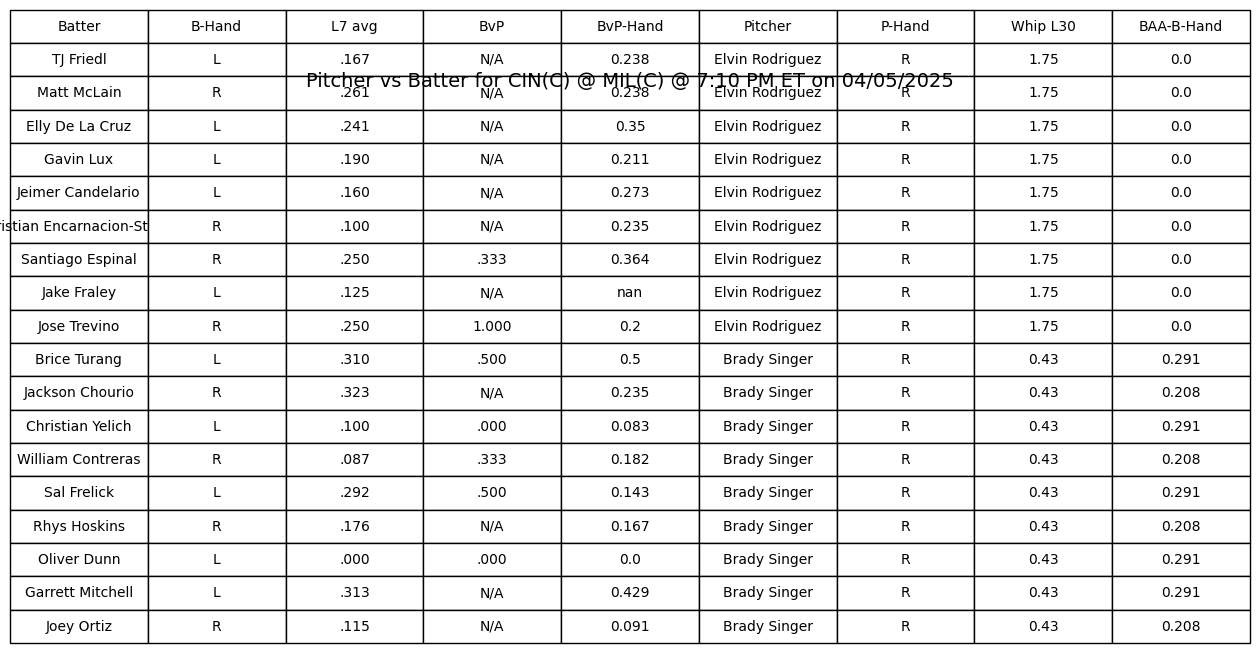 Batter B-Hand L7 avg BvP BvP-Hand Pitcher P-Hand Whip L30 BAA-B-Hand
TJ Friedl L .167 N/A 0.238 Elvin Rodriguez R 1.75 0.0
Pitcher vs Batter for CIN(C) @ MIL(C) @ 7:10 PM ET on 04/05/2025
Matt McLain R .261 N/A 0.238 Elvin Rodriguez R 1.75 0.0
Elly De La Cruz L .241 N/A 0.35 Elvin Rodriguez R 1.75 0.0
Gavin Lux L .190 N/A 0.211 Elvin Rodriguez R 1.75 0.0
Jeimer Candelario L .160 N/A 0.273 Elvin Rodriguez R 1.75 0.0
istian Encarnacion-St R .100 N/A 0.235 Elvin Rodriguez R 1.75 0.0
Santiago Espinal R .250 .333 0.364 Elvin Rodriguez R 1.75 0.0
Jake Fraley L .125 N/A nan Elvin Rodriguez R 1.75 0.0
Jose Trevino R .250 1.000 0.2 Elvin Rodriguez R 1.75 0.0
Brice Turang L .310 .500 0.5 Brady Singer R 0.43 0.291
Jackson Chourio R .323 N/A 0.235 Brady Singer R 0.43 0.208
Christian Yelich L .100 .000 0.083 Brady Singer R 0.43 0.291
William Contreras R .087 .333 0.182 Brady Singer R 0.43 0.208
Sal Frelick L .292 .500 0.143 Brady Singer R 0.43 0.291
Rhys Hoskins R .176 N/A 0.167 Brady Singer R 0.43 0.208
Oliver Dunn L .000 .000 0.0 Brady Singer R 0.43 0.291
Garrett Mitchell L .313 N/A 0.429 Brady Singer R 0.43 0.291
Joey Ortiz R .115 N/A 0.091 Brady Singer R 0.43 0.208